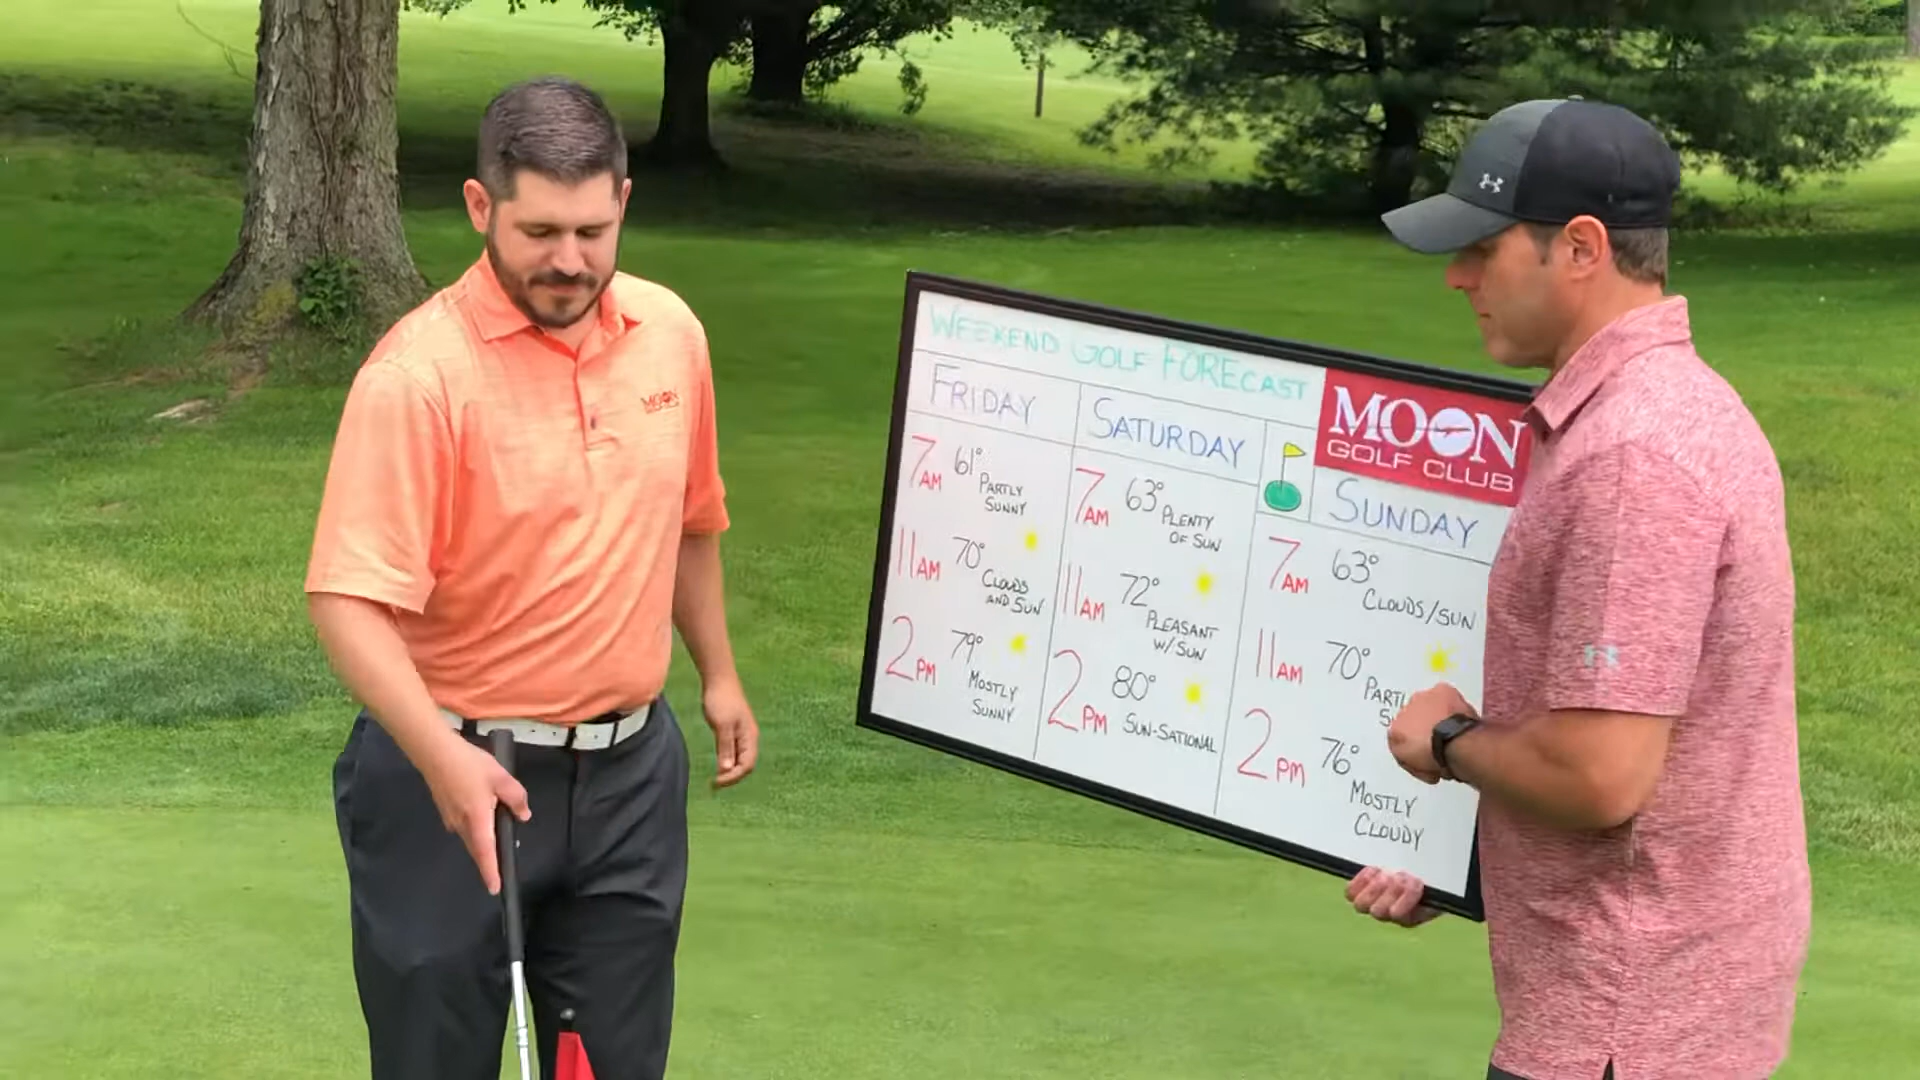 WEEKEND GOLF FORECAST
MOON
GOLF CLUB
FRIDAY
7AM 61°
PARTLY
SUNNY
11AM 70°
CLOUDS
AND SUN
2PM 79°
MOSTLY
SUNNY
SATURDAY
7AM 63°
PLENTY
OF SUN
11AM 72°
PLEASANT
W/SUN
2PM 80°
SUN-SATIONAL
SUNDAY
7AM 63°
CLOUDS/SUN
11AM 70°
2PM 76°
MOSTLY
CLOUDY
MOON